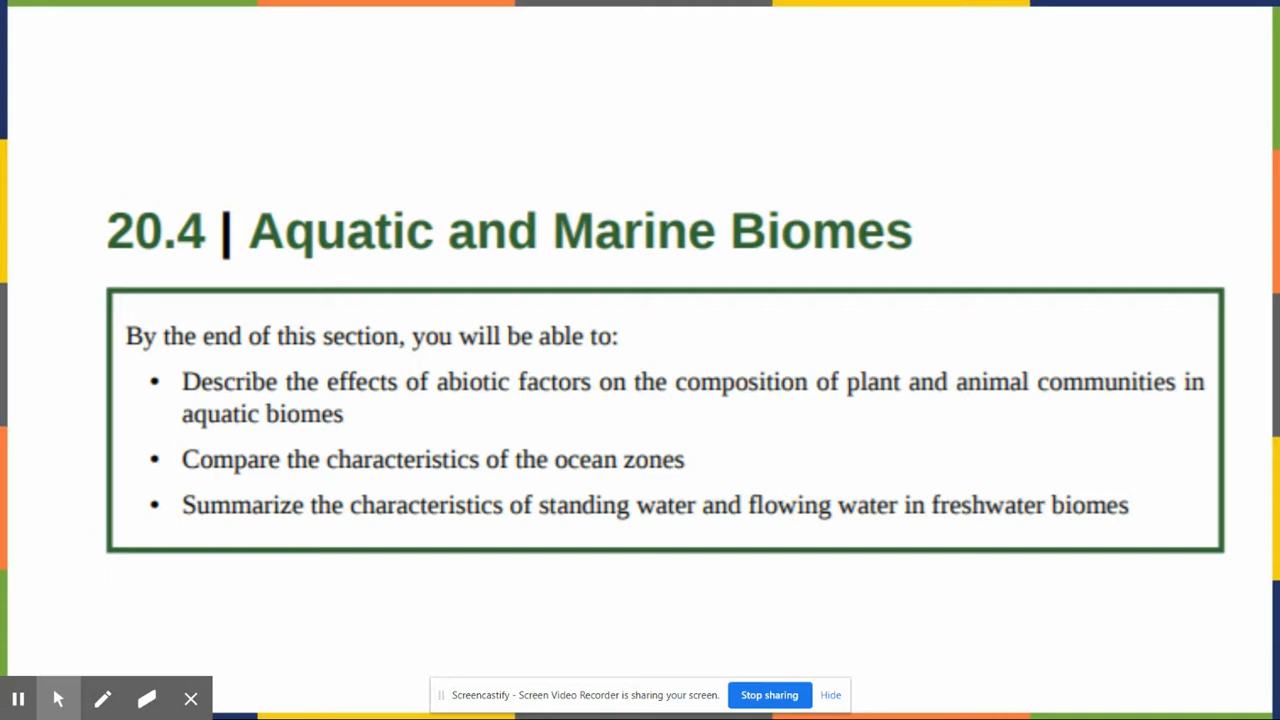 20.4 | Aquatic and Marine Biomes
By the end of this section, you will be able to:
• Describe the effects of abiotic factors on the composition of plant and animal communities in
aquatic biomes
• Compare the characteristics of the ocean zones
• Summarize the characteristics of standing water and flowing water in freshwater biomes
Screencastify - Screen Video Recorder is sharing your screen. Stop sharing Hide